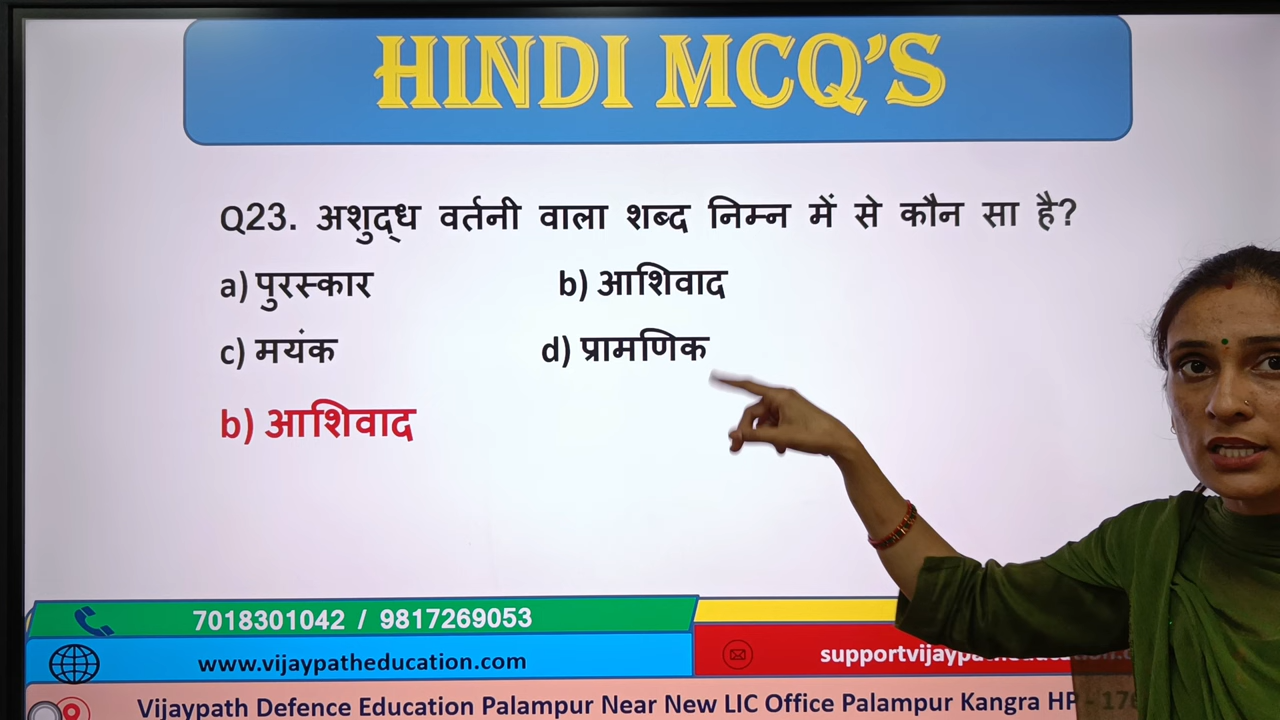 HINDI MCQ'S
Q23. अशुद्ध वर्तनी वाला शब्द निम्न में से कौन सा है?
a) पुरस्कार b) आशिवाद
c) मयंक d) प्रामणिक
b) आशिवाद
7018301042 / 9817269053
www.vijaypatheducation.com
Vijaypath Defence Education Palampur Near New LIC Office Palampur Kangra HP